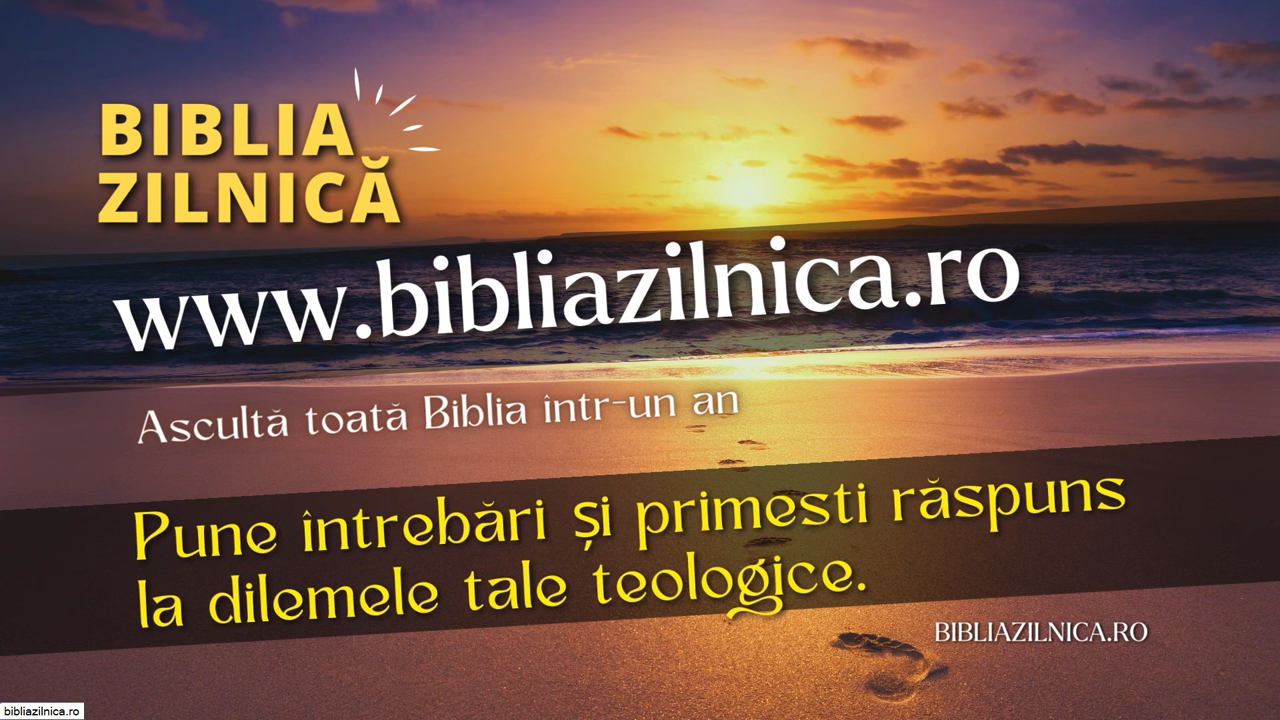 BIBLIA
ZILNICĂ
www.bibliazilnica.ro
Ascultă toată Biblia într-un an
Pune întrebări și primesti răspuns
la dilemele tale teologice.
BIBLIAZILNICA.RO
bibliazilnica.ro